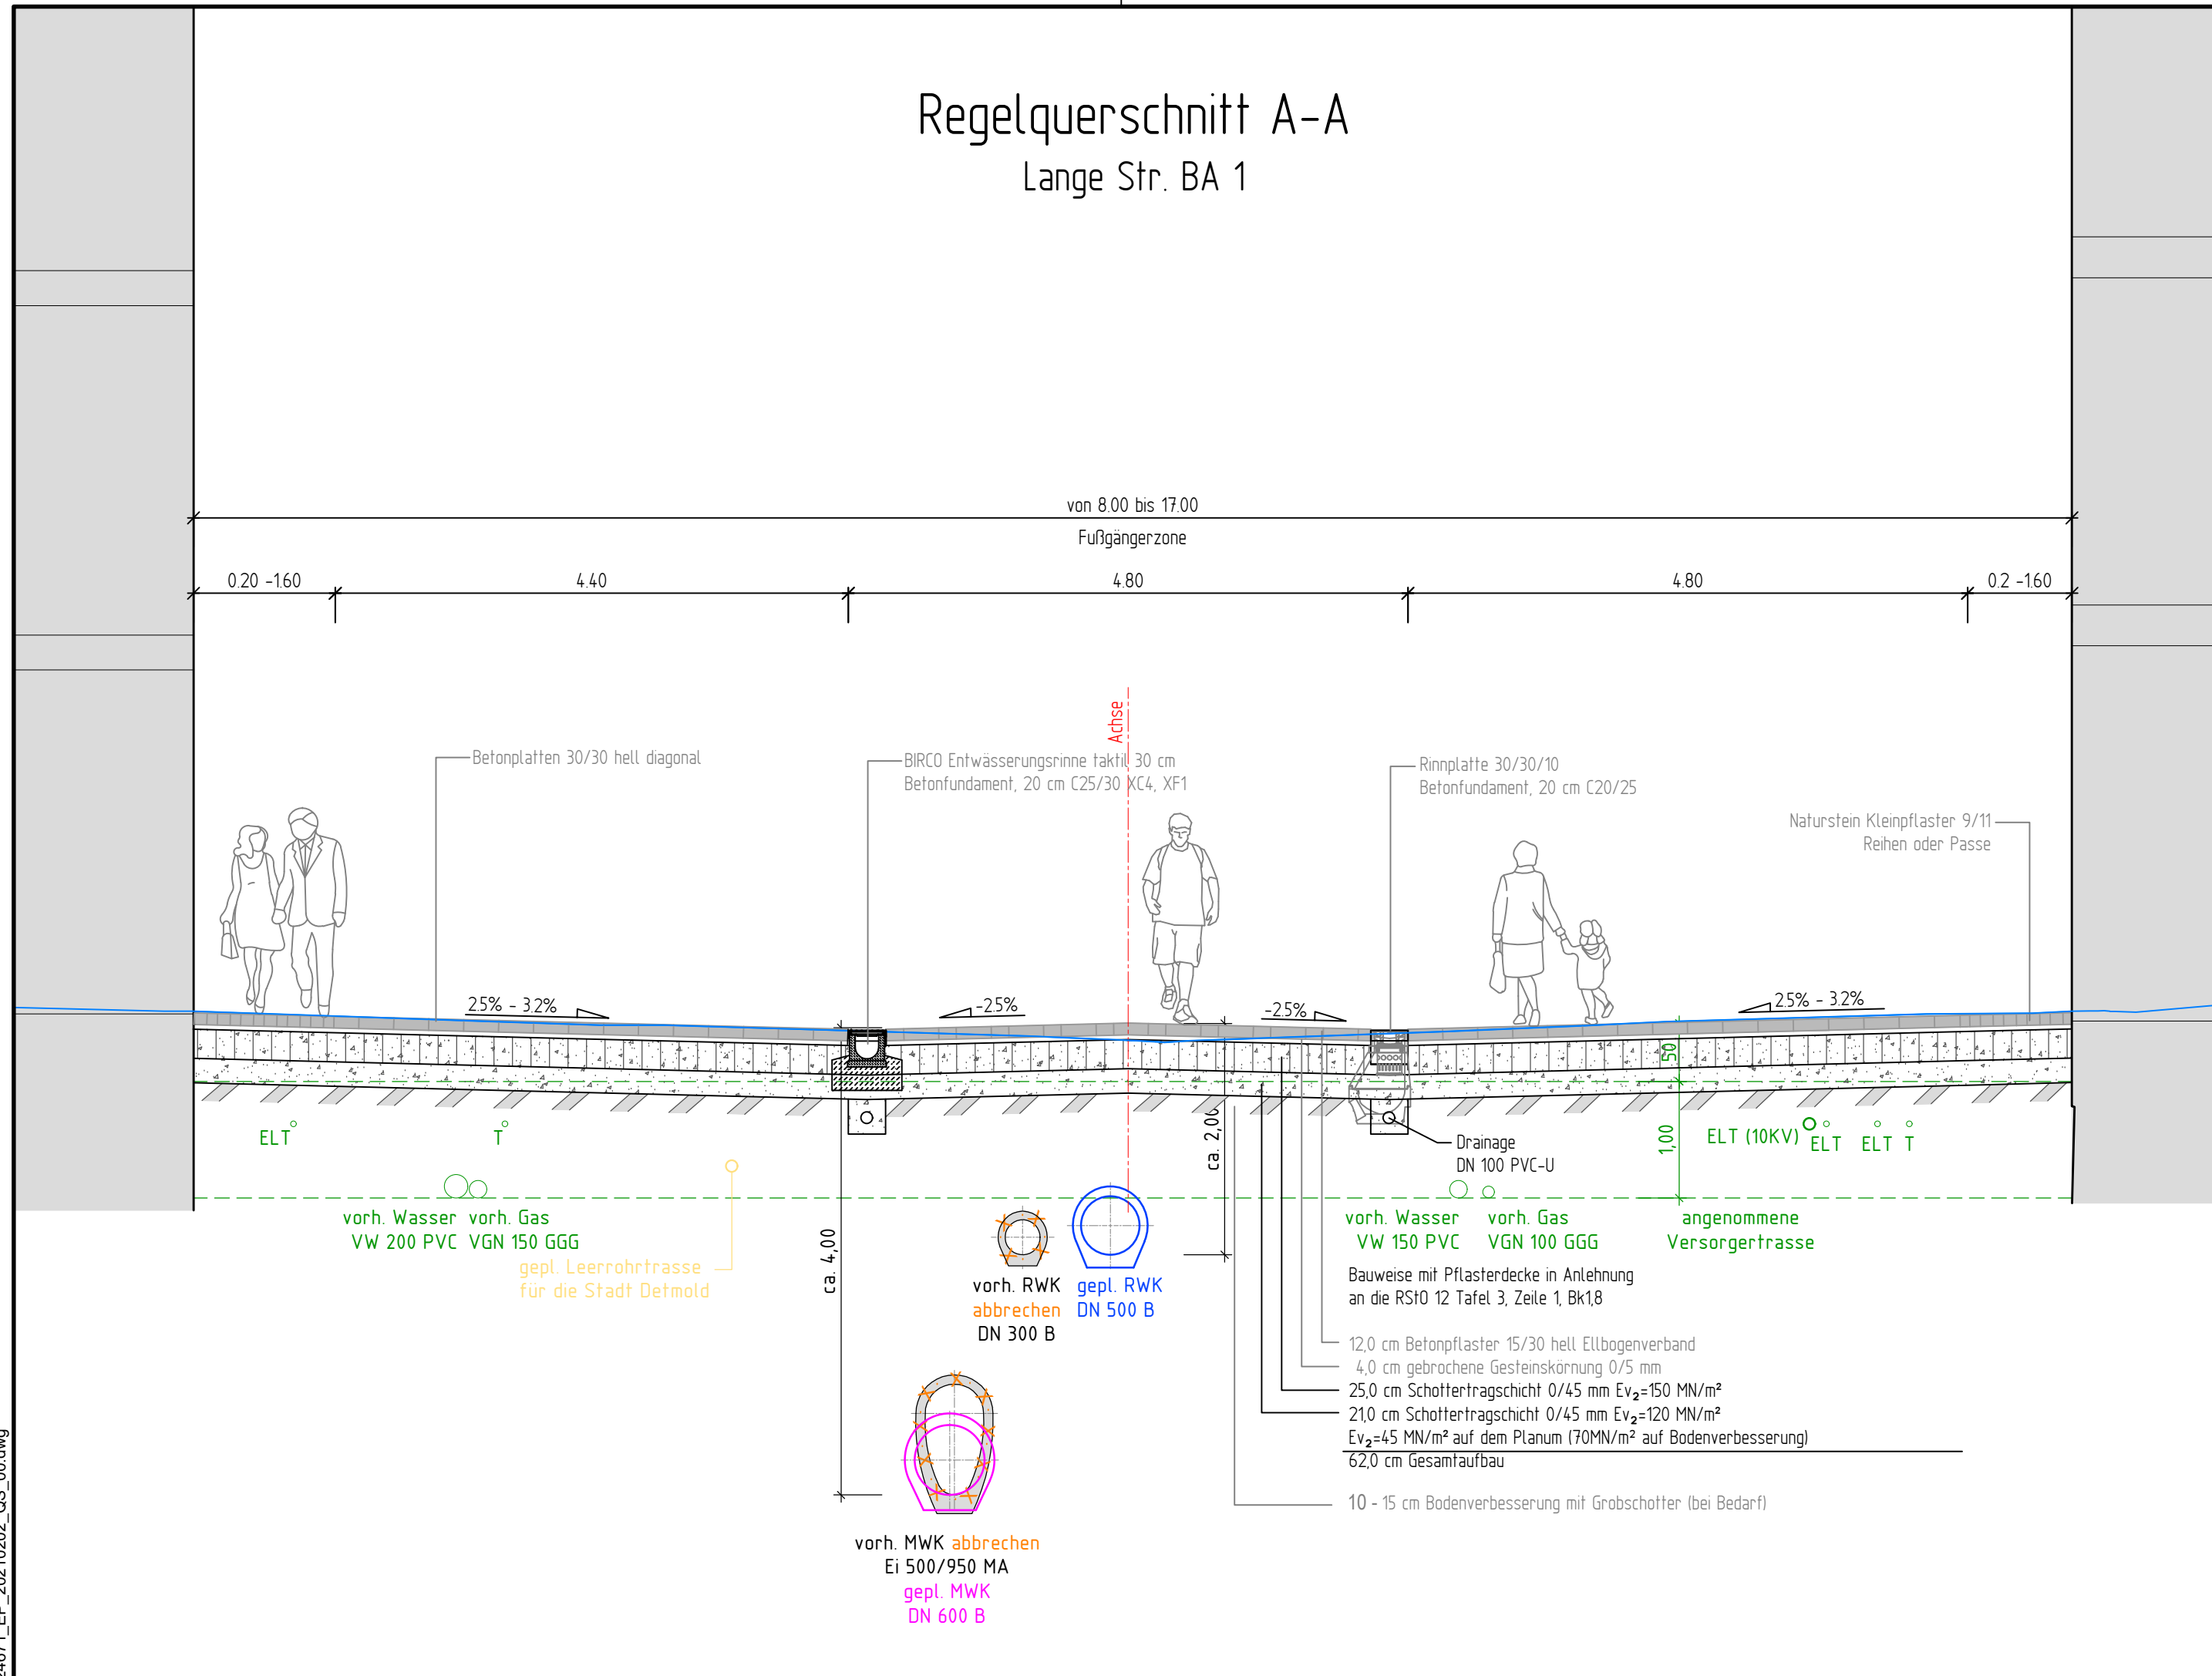 Regelquerschnitt A-A
Lange Str. BA 1
von 8.00 bis 17.00
Fußgängerzone
0.20 -1.60
4.40
4.80
4.80
0.2 -1.60
Achse
Betonplatten 30/30 hell diagonal
BIRCO Entwässerungsrinne taktil 30 cm
Betonfundament, 20 cm C25/30 XC4, XF1
Rinnplatte 30/30/10
Betonfundament, 20 cm C20/25
Naturstein Kleinpflaster 9/11
Reihen oder Passe
2.5% - 3.2%
-2.5%
-2.5%
2.5% - 3.2%
50
1,00
ca. 2,00
ca. 4,00
ELT
T
ELT (10KV)
ELT
ELT
T
Drainage
DN 100 PVC-U
vorh. Wasser
VW 200 PVC
vorh. Gas
VGN 150 GGG
gepl. Leerrohrtrasse
für die Stadt Detmold
vorh. RWK
abbrechen
DN 300 B
gepl. RWK
DN 500 B
vorh. Wasser
VW 150 PVC
vorh. Gas
VGN 100 GGG
angenommene
Versorgertrasse
Bauweise mit Pflasterdecke in Anlehnung
an die RStO 12 Tafel 3, Zeile 1, Bk1,8
12,0 cm Betonpflaster 15/30 hell Ellbogenverband
4,0 cm gebrochene Gesteinskörnung 0/5 mm
25,0 cm Schottertragschicht 0/45 mm Ev₂=150 MN/m²
21,0 cm Schottertragschicht 0/45 mm Ev₂=120 MN/m²
Ev₂=45 MN/m² auf dem Planum (70MN/m² auf Bodenverbesserung)
62,0 cm Gesamtaufbau
10 - 15 cm Bodenverbesserung mit Grobschotter (bei Bedarf)
vorh. MWK abbrechen
Ei 500/950 MA
gepl. MWK
DN 600 B